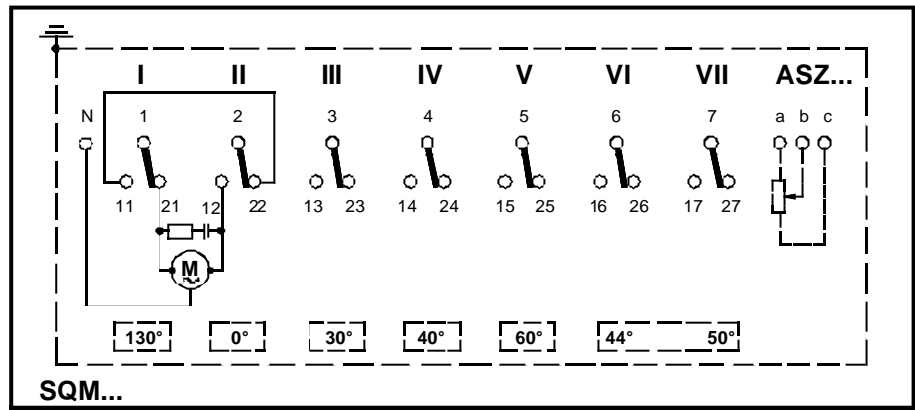 I II III IV V VI VII ASZ...
N 1 2 3 4 5 6 7 a b c
11 21 12 22 13 23 14 24 15 25 16 26 17 27
M
130° 0° 30° 40° 60° 44° 50°
SQM...